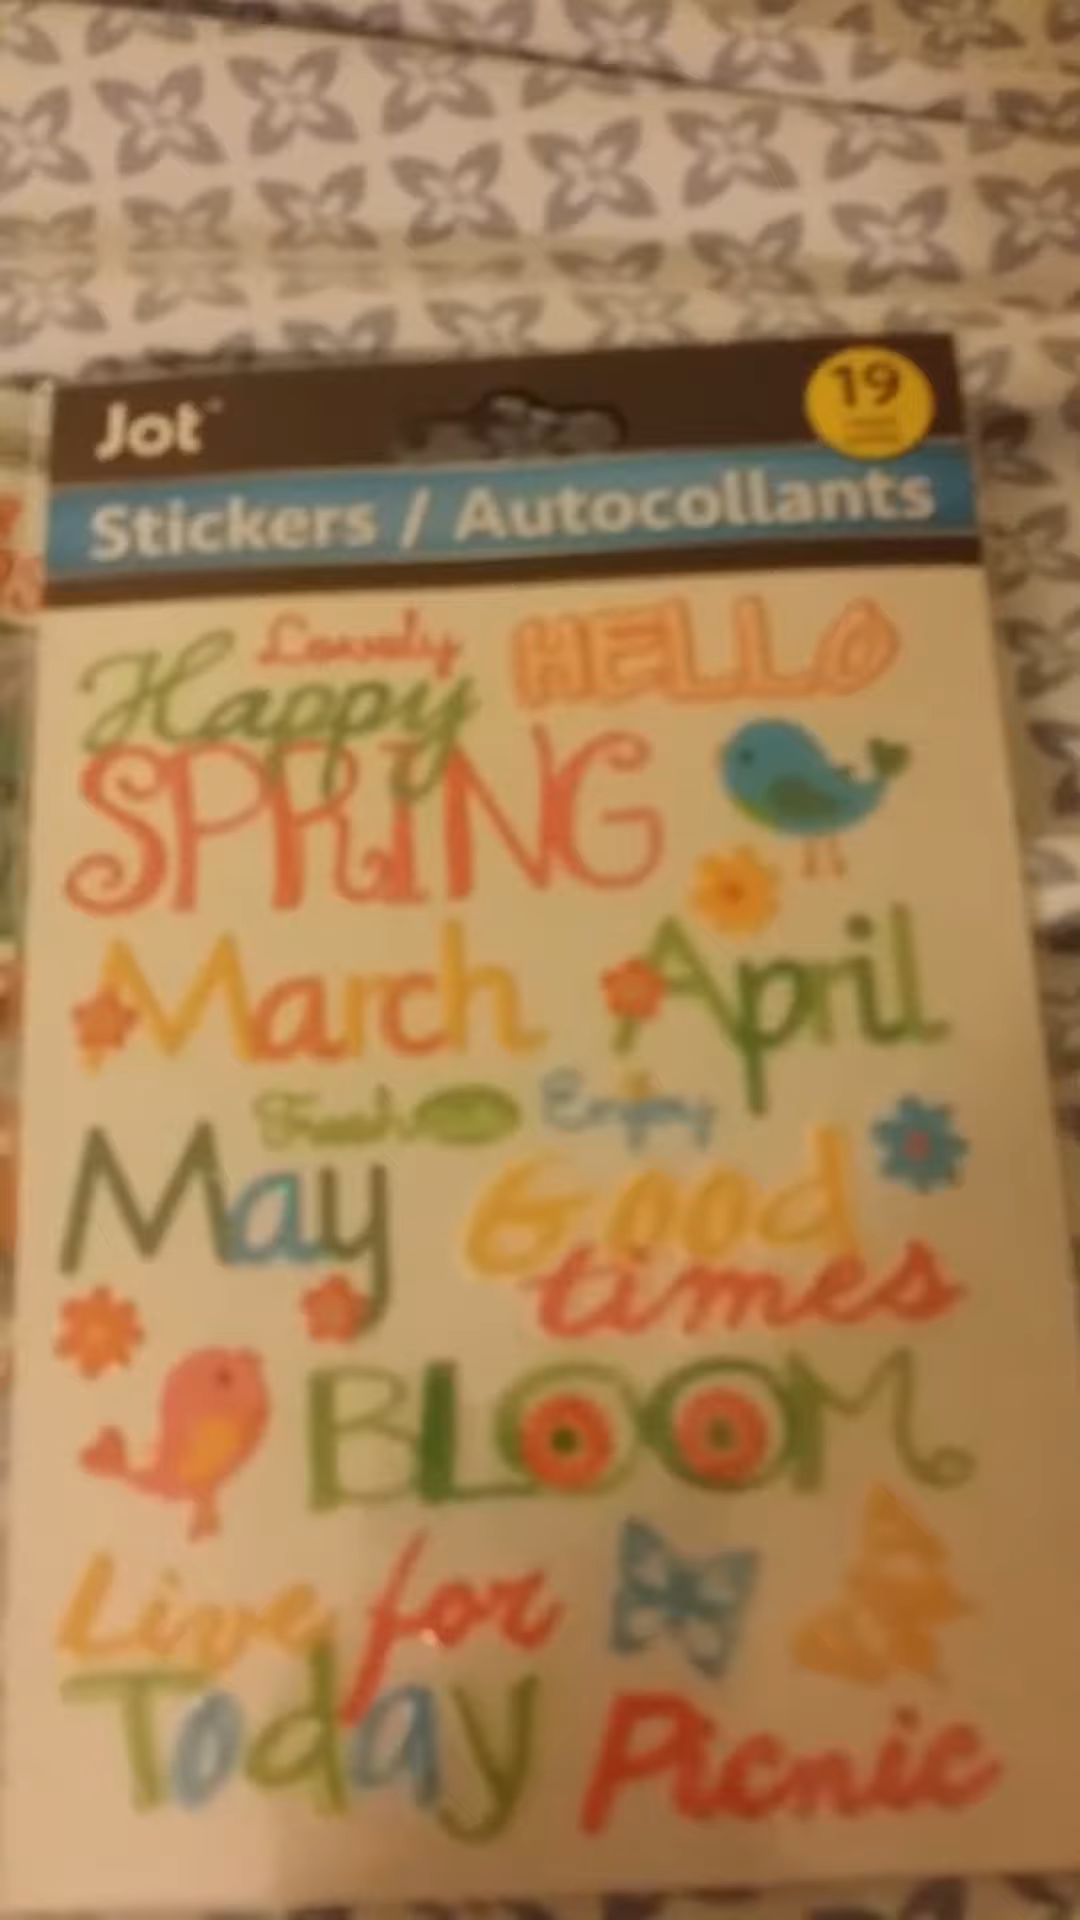 Jot
19
Stickers / Autocollants
Lovely
HELLO
Happy
SPRING
March
April
Fresh
Enjoy
May
Good
times
BLOOM
Live for
Today
Picnic